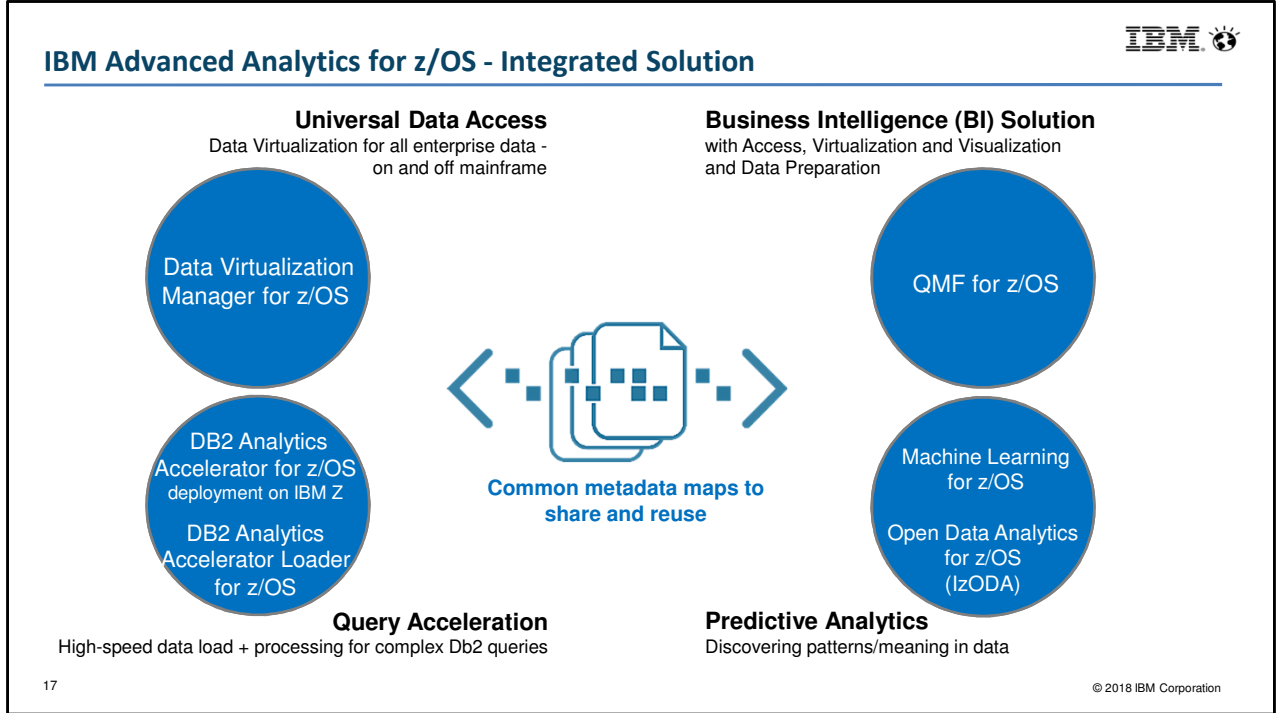 IBM
IBM Advanced Analytics for z/OS - Integrated Solution
Universal Data Access
Data Virtualization for all enterprise data -
on and off mainframe
Business Intelligence (BI) Solution
with Access, Virtualization and Visualization
and Data Preparation
Data Virtualization
Manager for z/OS
QMF for z/OS
DB2 Analytics
Accelerator for z/OS
deployment on IBM Z
DB2 Analytics
Accelerator Loader
for z/OS
Common metadata maps to
share and reuse
Machine Learning
for z/OS
Open Data Analytics
for z/OS
(IzODA)
Query Acceleration
High-speed data load + processing for complex Db2 queries
Predictive Analytics
Discovering patterns/meaning in data
17
© 2018 IBM Corporation